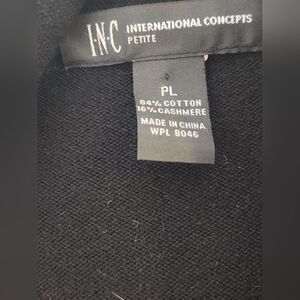 I·N·C INTERNATIONAL CONCEPTS
PETITE
PL
84% COTTON
16% CASHMERE
MADE IN CHINA
WPL 8046